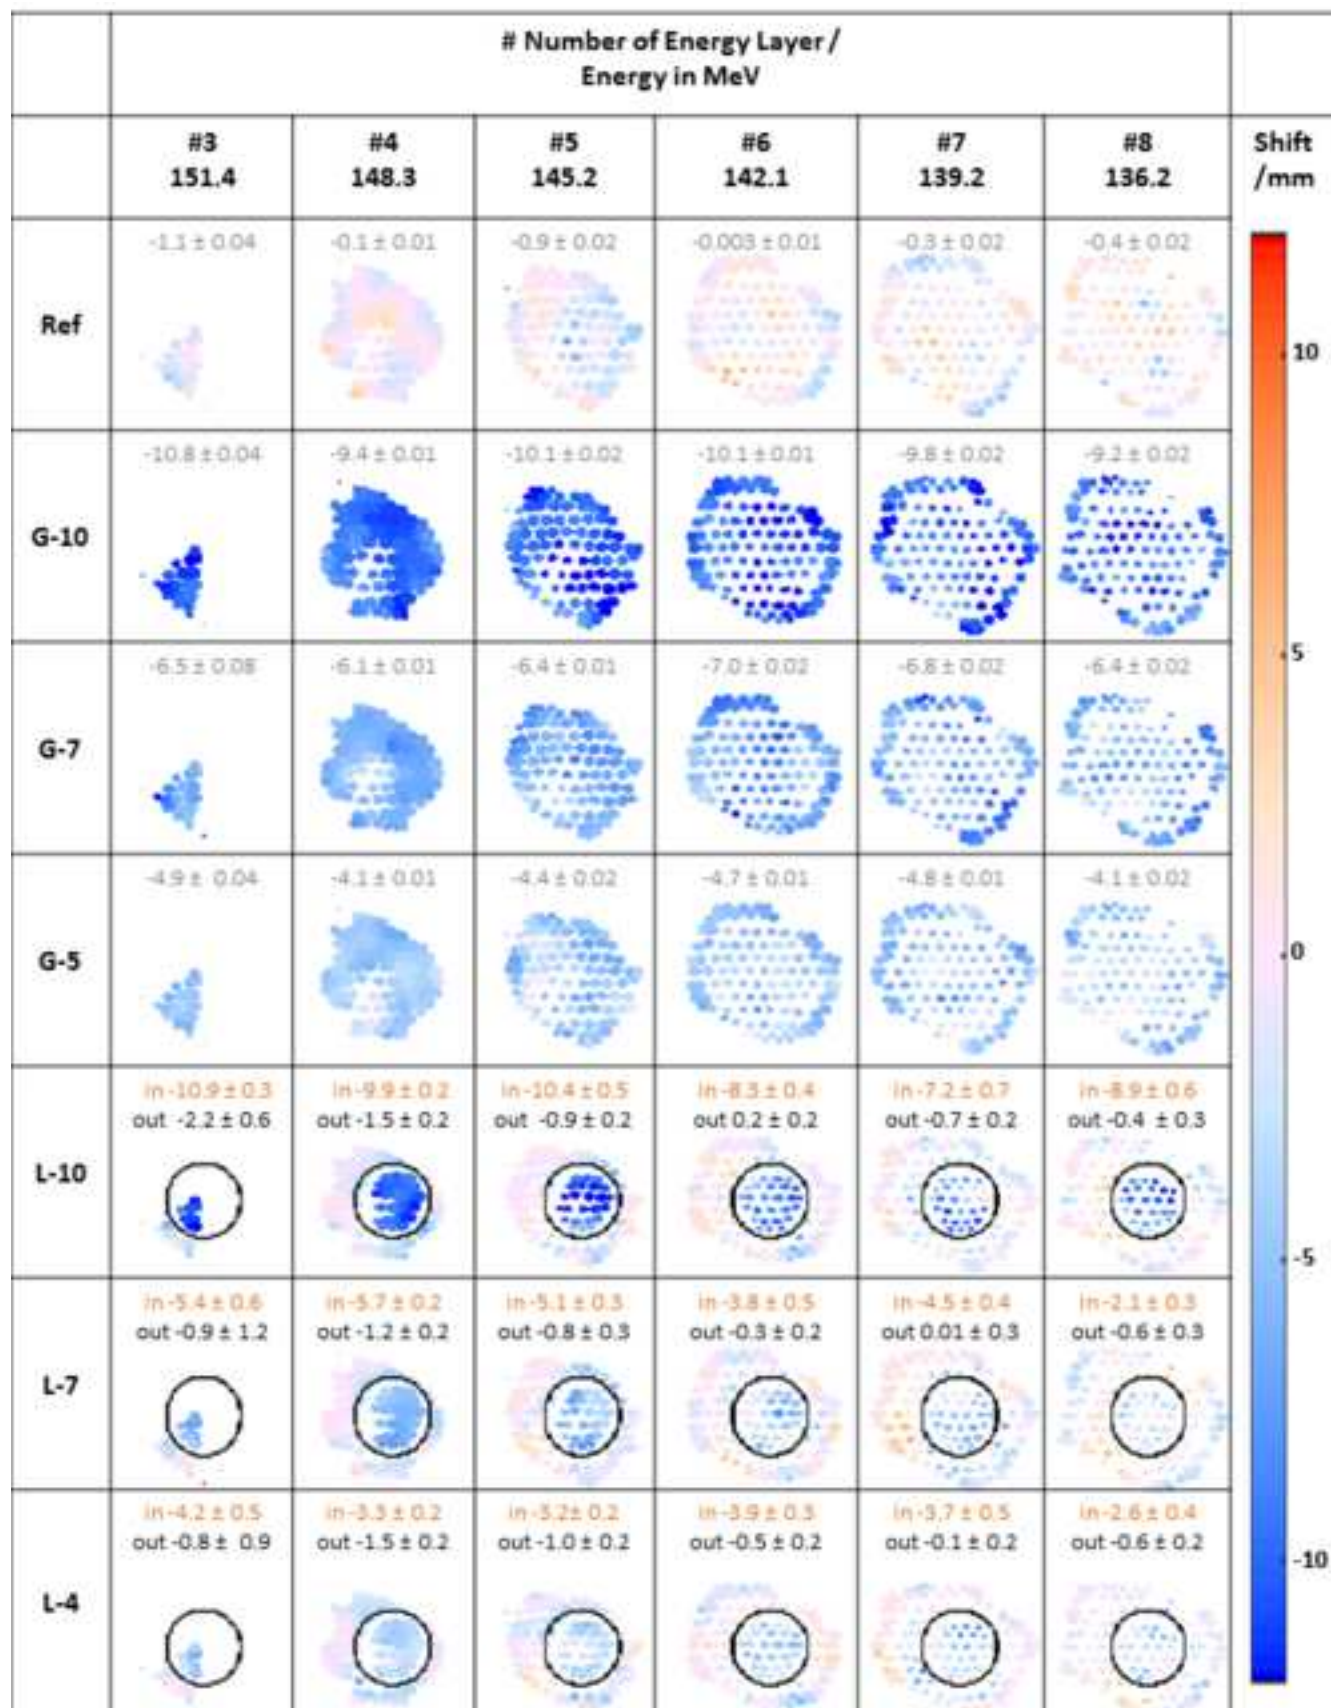 # Number of Energy Layer /
Energy in MeV
#3 #4 #5 #6 #7 #8 Shift
151.4 148.3 145.2 142.1 139.2 136.2 /mm
-1.1 ± 0.04 -0.1 ± 0.01 -0.9 ± 0.02 -0.003 ± 0.01 -0.3 ± 0.02 -0.4 ± 0.02
Ref
10
-10.8 ± 0.04 -9.4 ± 0.01 -10.1 ± 0.02 -10.1 ± 0.01 -9.8 ± 0.02 -9.2 ± 0.02
G-10
5
-6.5 ± 0.08 -6.1 ± 0.01 -6.4 ± 0.01 -7.0 ± 0.02 -6.8 ± 0.02 -6.4 ± 0.02
G-7
-4.9 ± 0.04 -4.1 ± 0.01 -4.4 ± 0.02 -4.7 ± 0.01 -4.8 ± 0.01 -4.1 ± 0.02
G-5
0
in -10.9 ± 0.3 in -9.9 ± 0.2 in -10.4 ± 0.5 in -8.3 ± 0.4 in -7.2 ± 0.7 in -8.9 ± 0.6
out -2.2 ± 0.6 out -1.5 ± 0.2 out -0.9 ± 0.2 out 0.2 ± 0.2 out -0.7 ± 0.2 out -0.4 ± 0.3
L-10
-5
in -5.4 ± 0.6 in -5.7 ± 0.2 in -5.1 ± 0.3 in -3.8 ± 0.5 in -4.5 ± 0.4 in -2.1 ± 0.3
out -0.9 ± 1.2 out -1.2 ± 0.2 out -0.8 ± 0.3 out -0.3 ± 0.2 out 0.01 ± 0.3 out -0.6 ± 0.3
L-7
in -4.2 ± 0.5 in -3.3 ± 0.2 in -3.2± 0.2 in -3.9 ± 0.3 in -3.7 ± 0.5 in -2.6 ± 0.4
out -0.8 ± 0.9 out -1.5 ± 0.2 out -1.0 ± 0.2 out -0.5 ± 0.2 out -0.1 ± 0.2 out -0.6 ± 0.2
-10
L-4